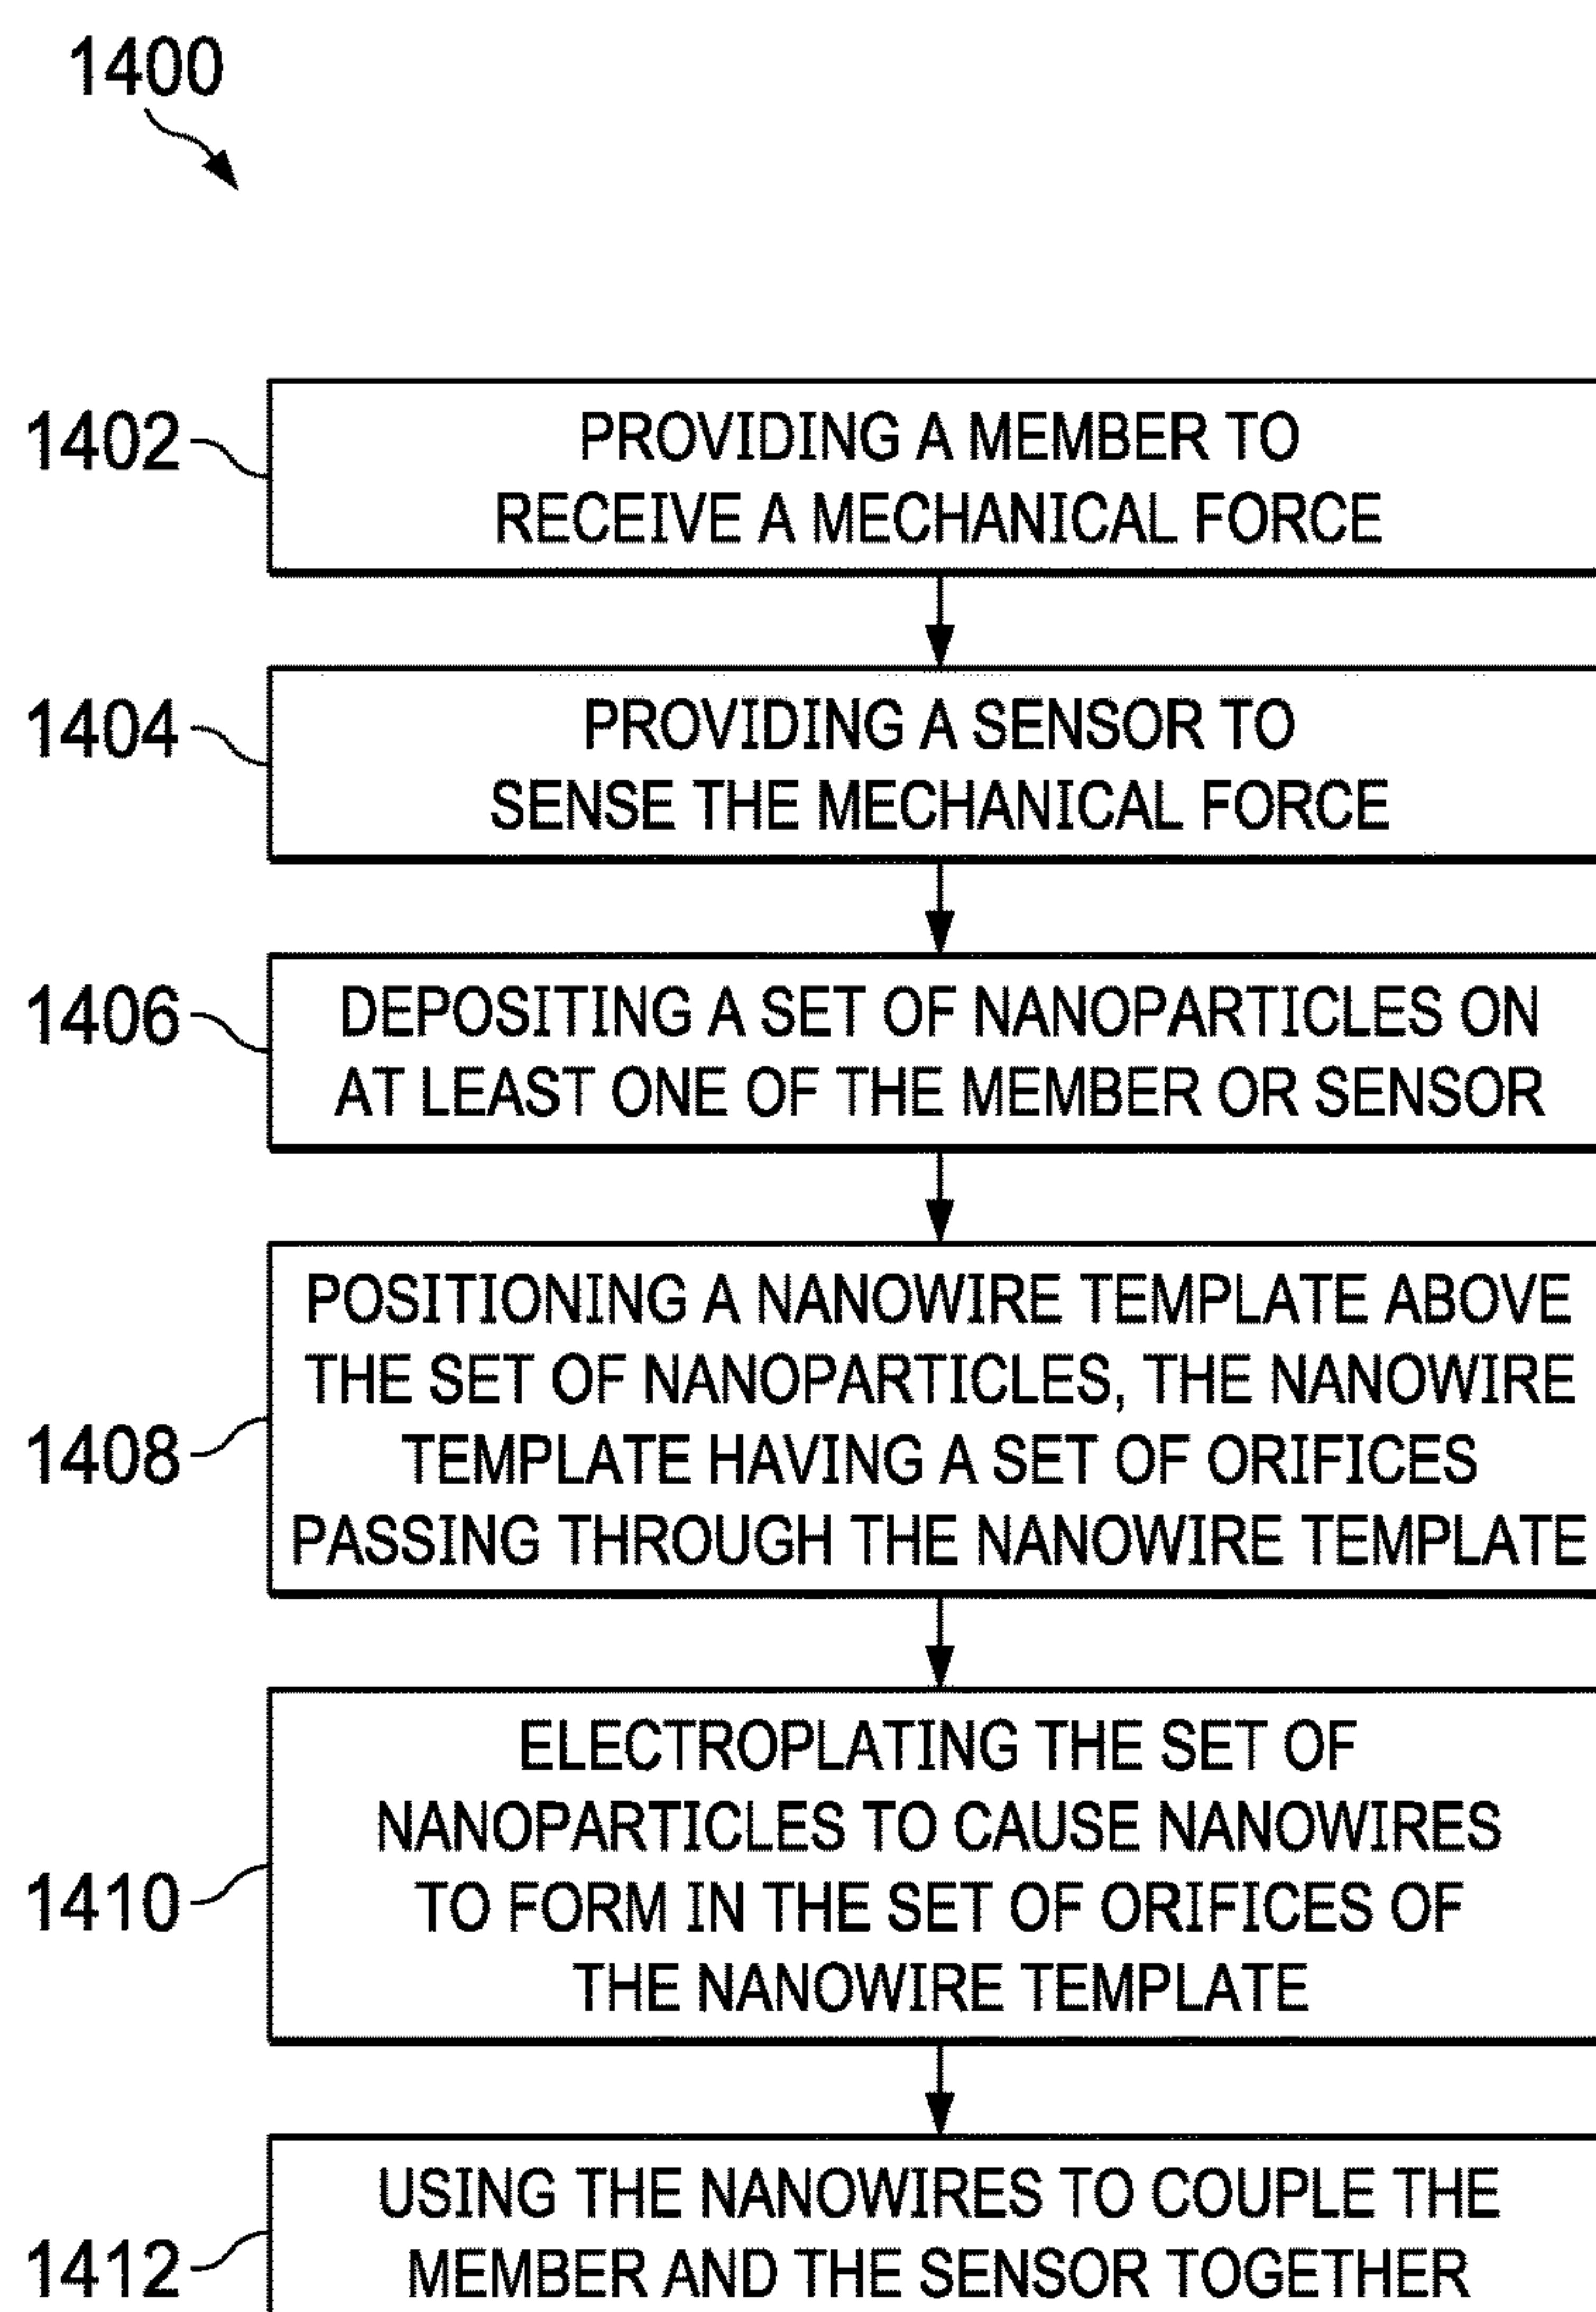 1400
1402
PROVIDING A MEMBER TO
RECEIVE A MECHANICAL FORCE
1404
PROVIDING A SENSOR TO
SENSE THE MECHANICAL FORCE
1406
DEPOSITING A SET OF NANOPARTICLES ON
AT LEAST ONE OF THE MEMBER OR SENSOR
1408
POSITIONING A NANOWIRE TEMPLATE ABOVE
THE SET OF NANOPARTICLES, THE NANOWIRE
TEMPLATE HAVING A SET OF ORIFICES
PASSING THROUGH THE NANOWIRE TEMPLATE
1410
ELECTROPLATING THE SET OF
NANOPARTICLES TO CAUSE NANOWIRES
TO FORM IN THE SET OF ORIFICES OF
THE NANOWIRE TEMPLATE
1412
USING THE NANOWIRES TO COUPLE THE
MEMBER AND THE SENSOR TOGETHER